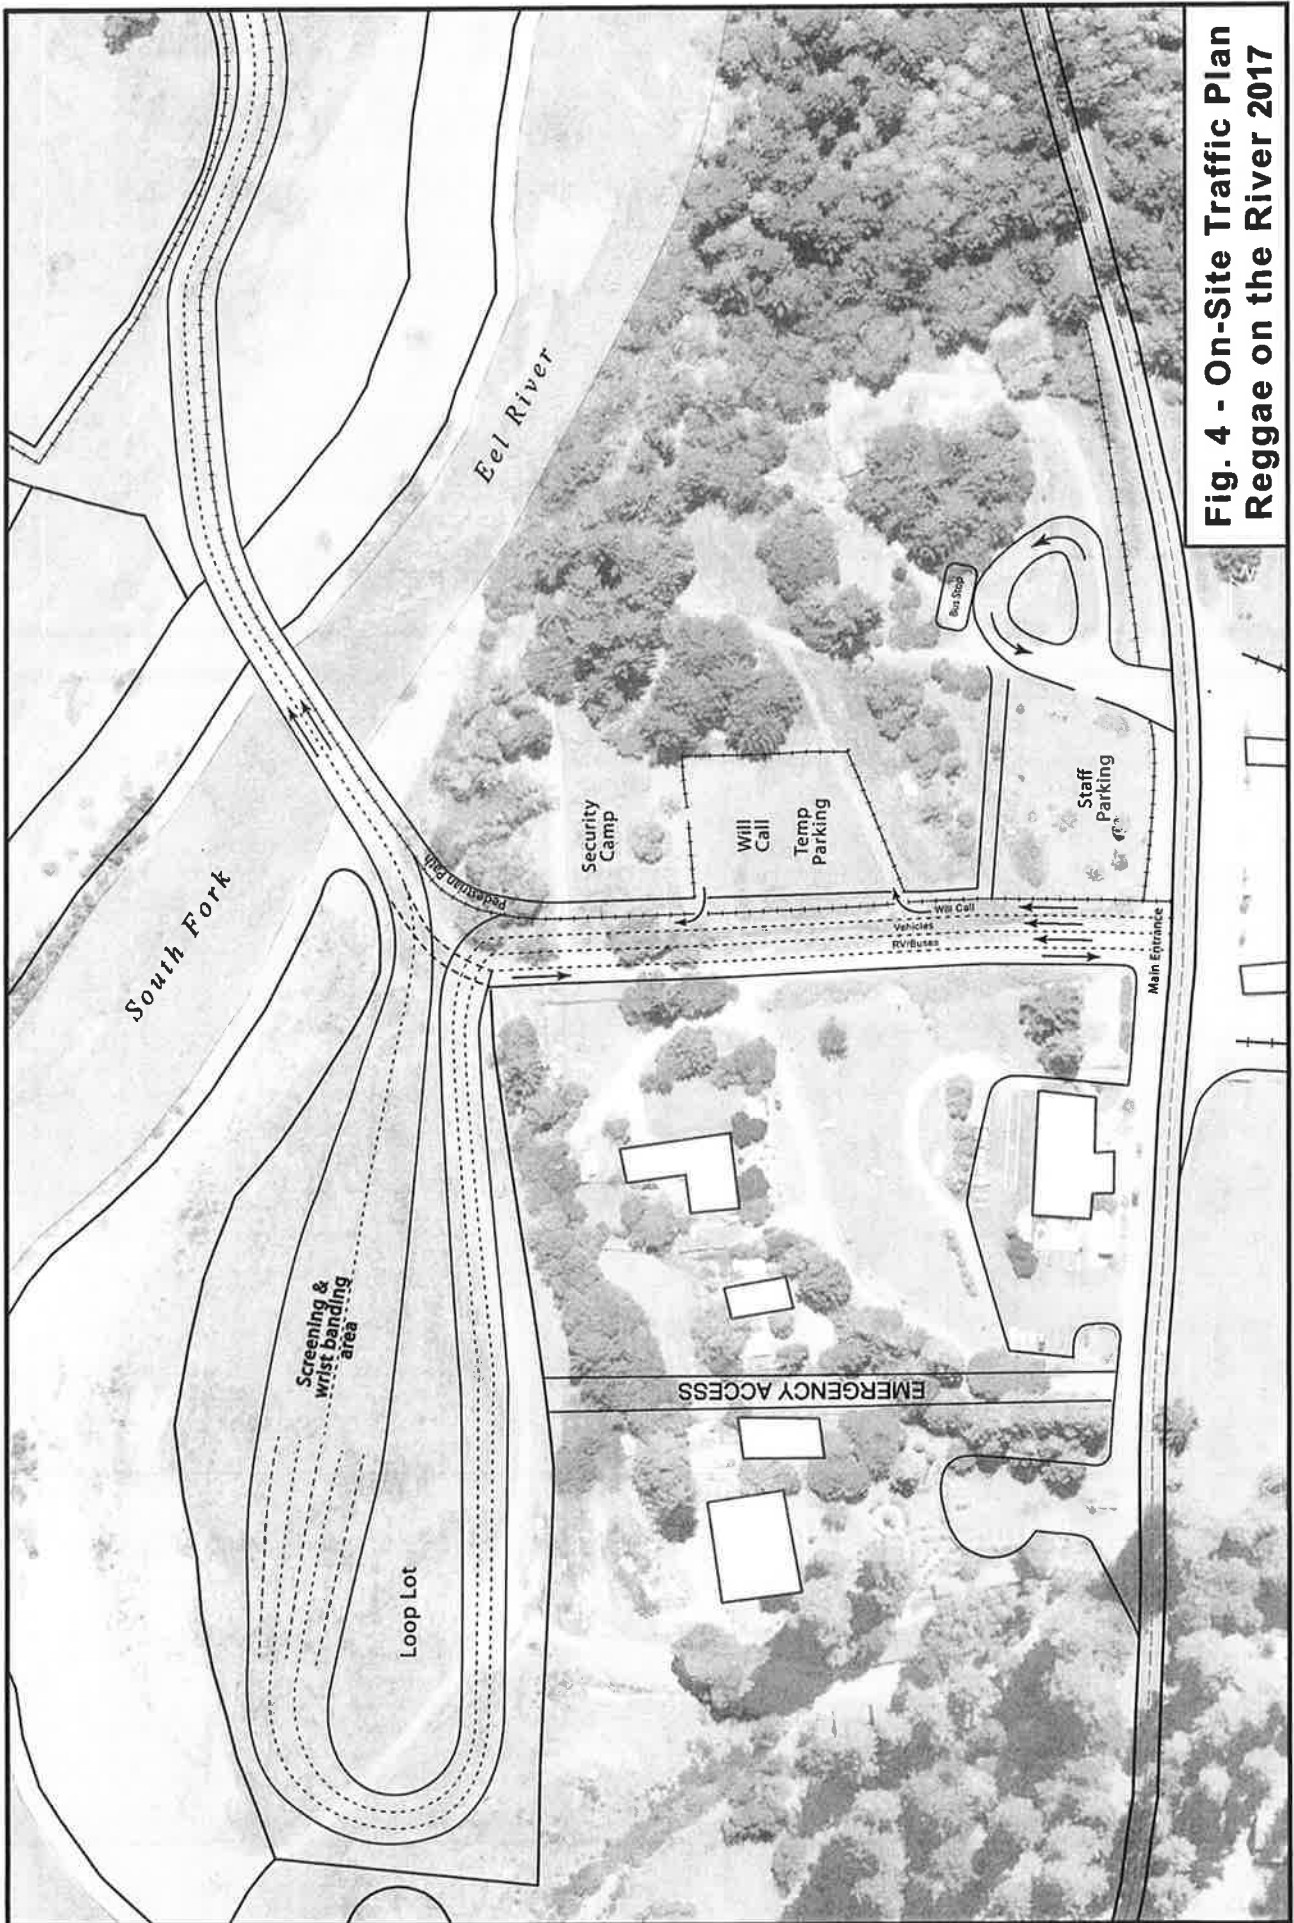 Fig. 4 - On-Site Traffic Plan
Reggae on the River 2017
South Fork
Eel River
Screening &
wrist banding
area
Loop Lot
Pedestrian Path
Security
Camp
Will
Call
Temp
Parking
Will Call
Vehicles
RV/Buses
Main Entrance
Staff
Parking
Bus Stop
EMERGENCY ACCESS